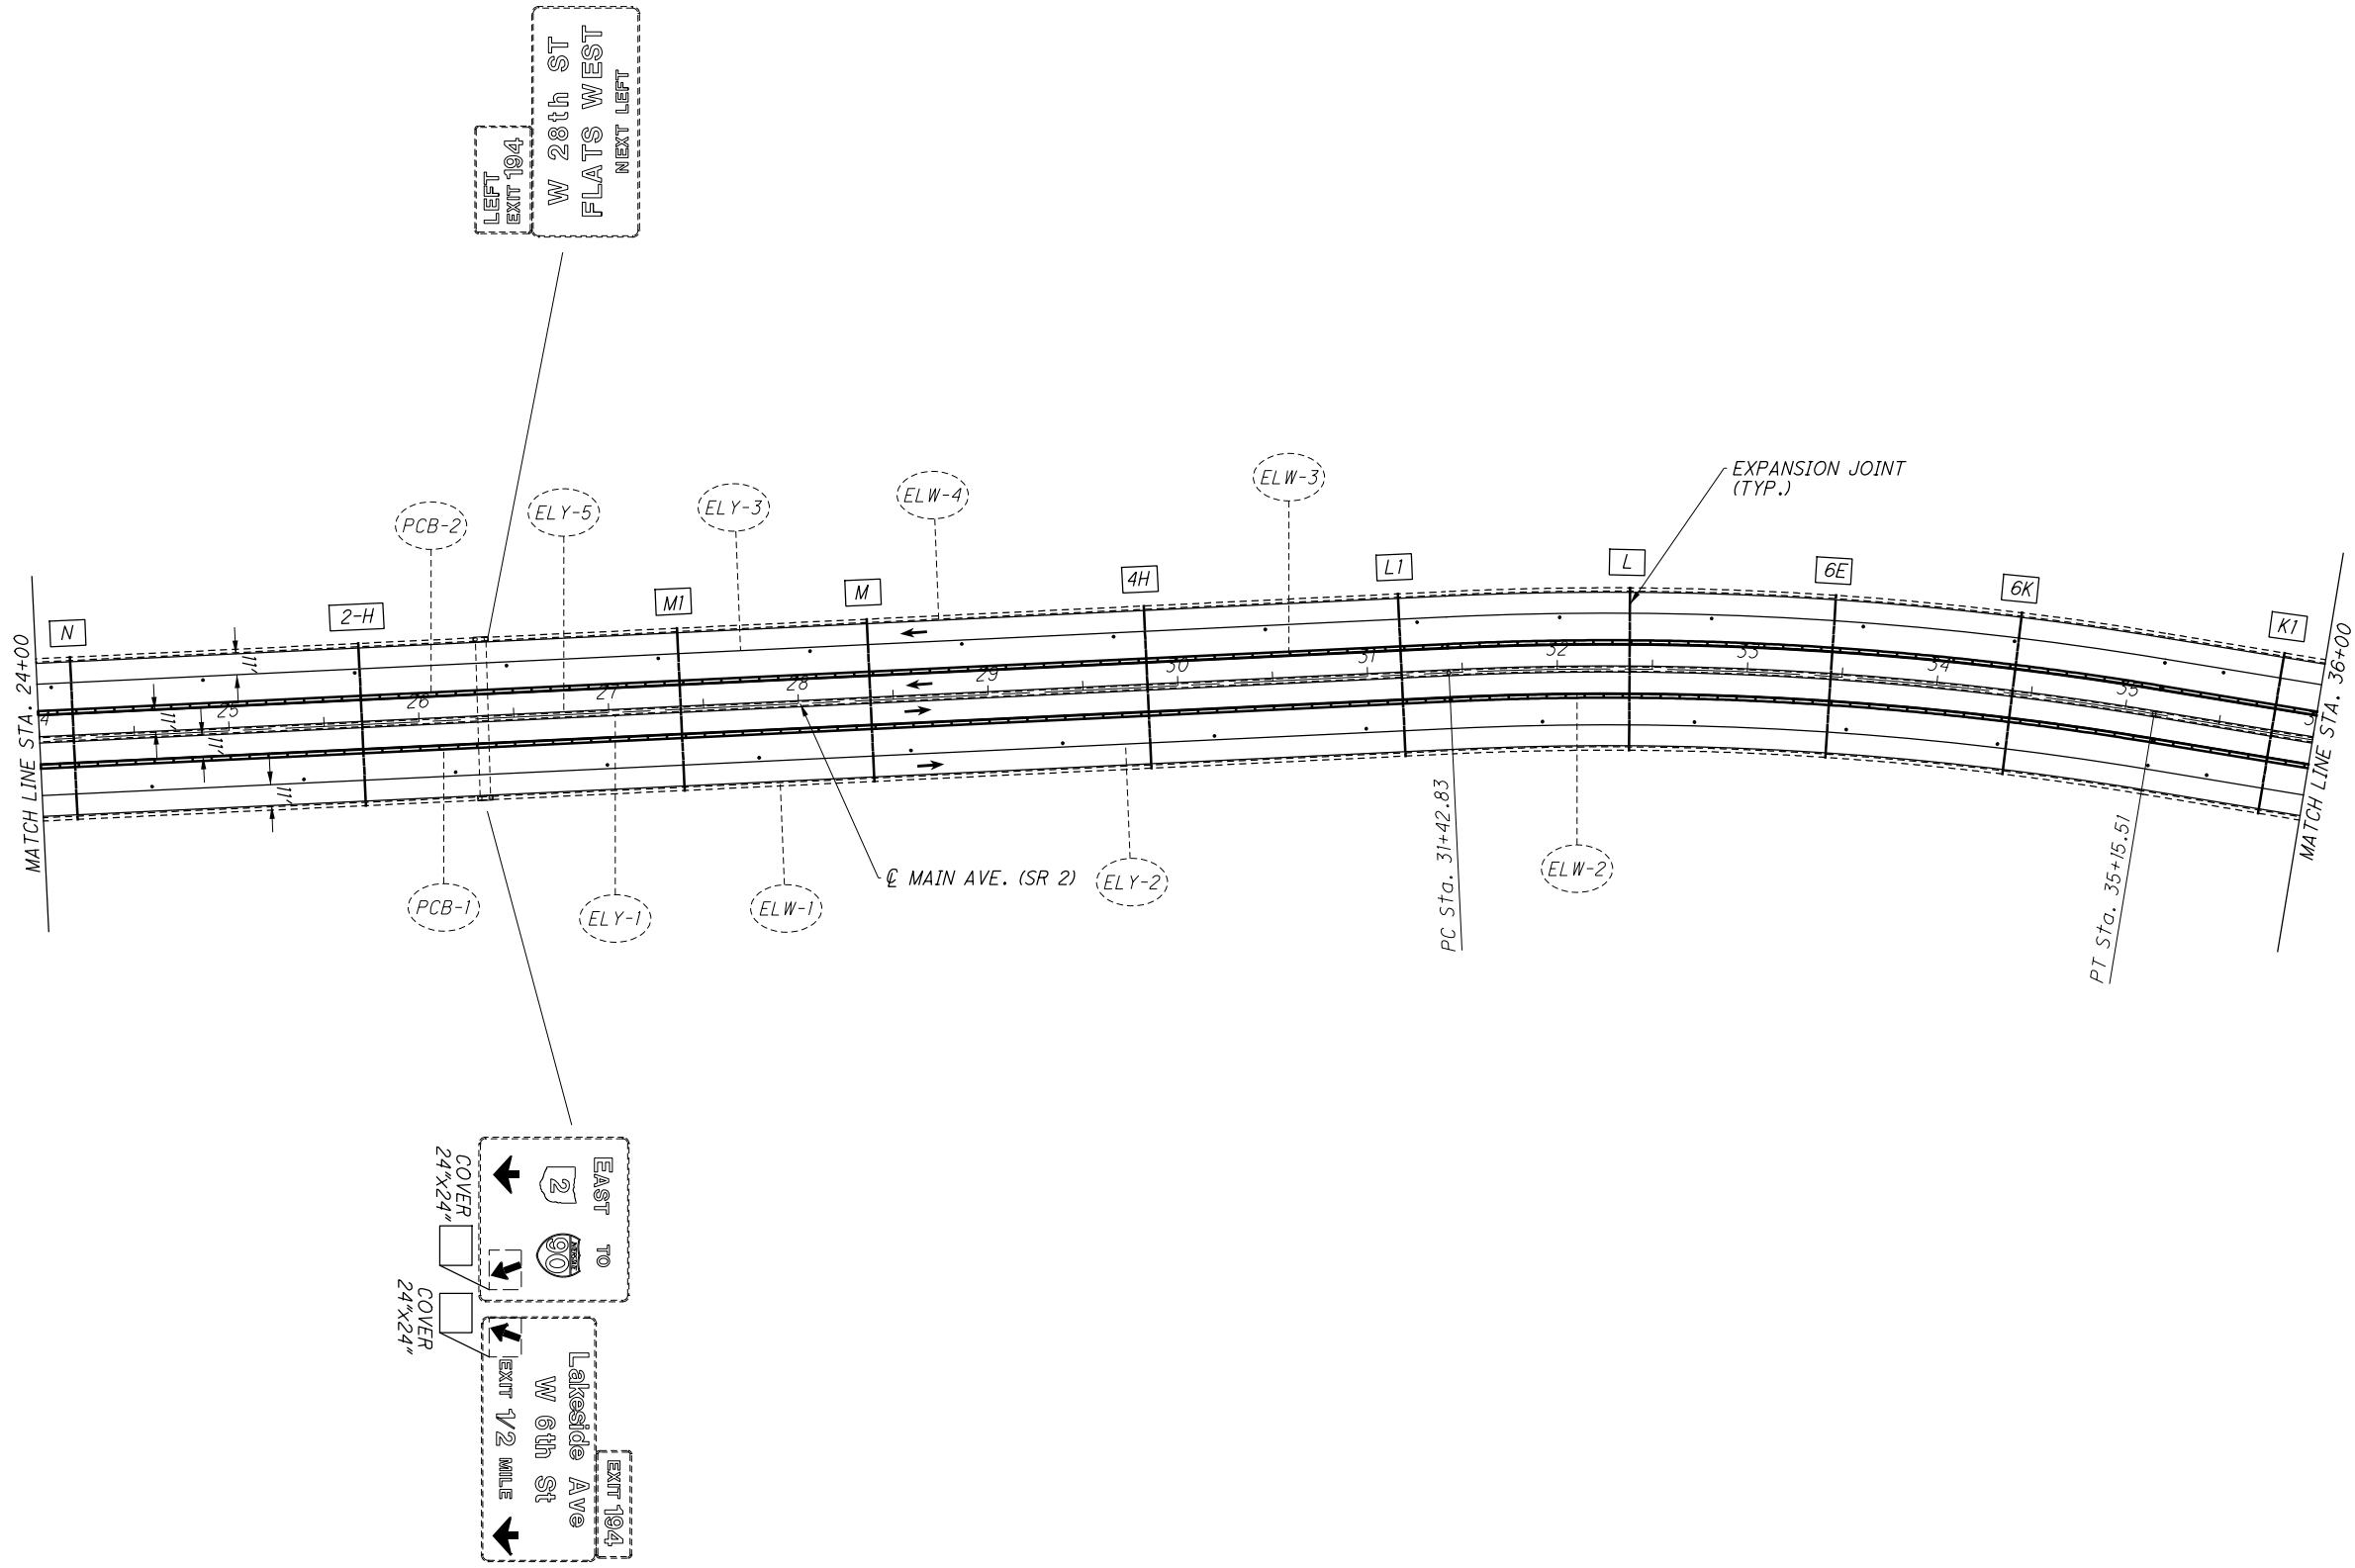 W 28th ST
FLATS WEST
NEXT LEFT
LEFT
EXIT 194
EXPANSION JOINT
(TYP.)
PCB-2
ELY-5
ELY-3
ELW-4
ELW-3
N
2-H
M1
M
4H
L1
L
6E
6K
K1
MATCH LINE STA. 24+00
MATCH LINE STA. 36+00
11'
11'
11'
11'
4
25
26
27
28
29
30
31
32
33
34
35
3
PC Sta. 31+42.83
PT Sta. 35+15.51
℄ MAIN AVE. (SR 2)
PCB-1
ELY-1
ELW-1
ELY-2
ELW-2
EAST TO
2
90
COVER
24"x24"
COVER
24"x24"
EXIT 194
Lakeside Ave
W 6th St
EXIT 1/2 MILE